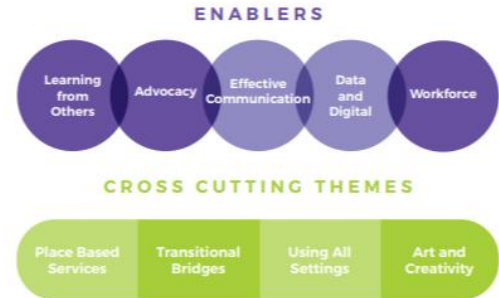 ENABLERS
Learning
from
Others
Advocacy
Effective
Communication
Data
and
Digital
Workforce
CROSS CUTTING THEMES
Place Based
Services
Transitional
Bridges
Using All
Settings
Art and
Creativity